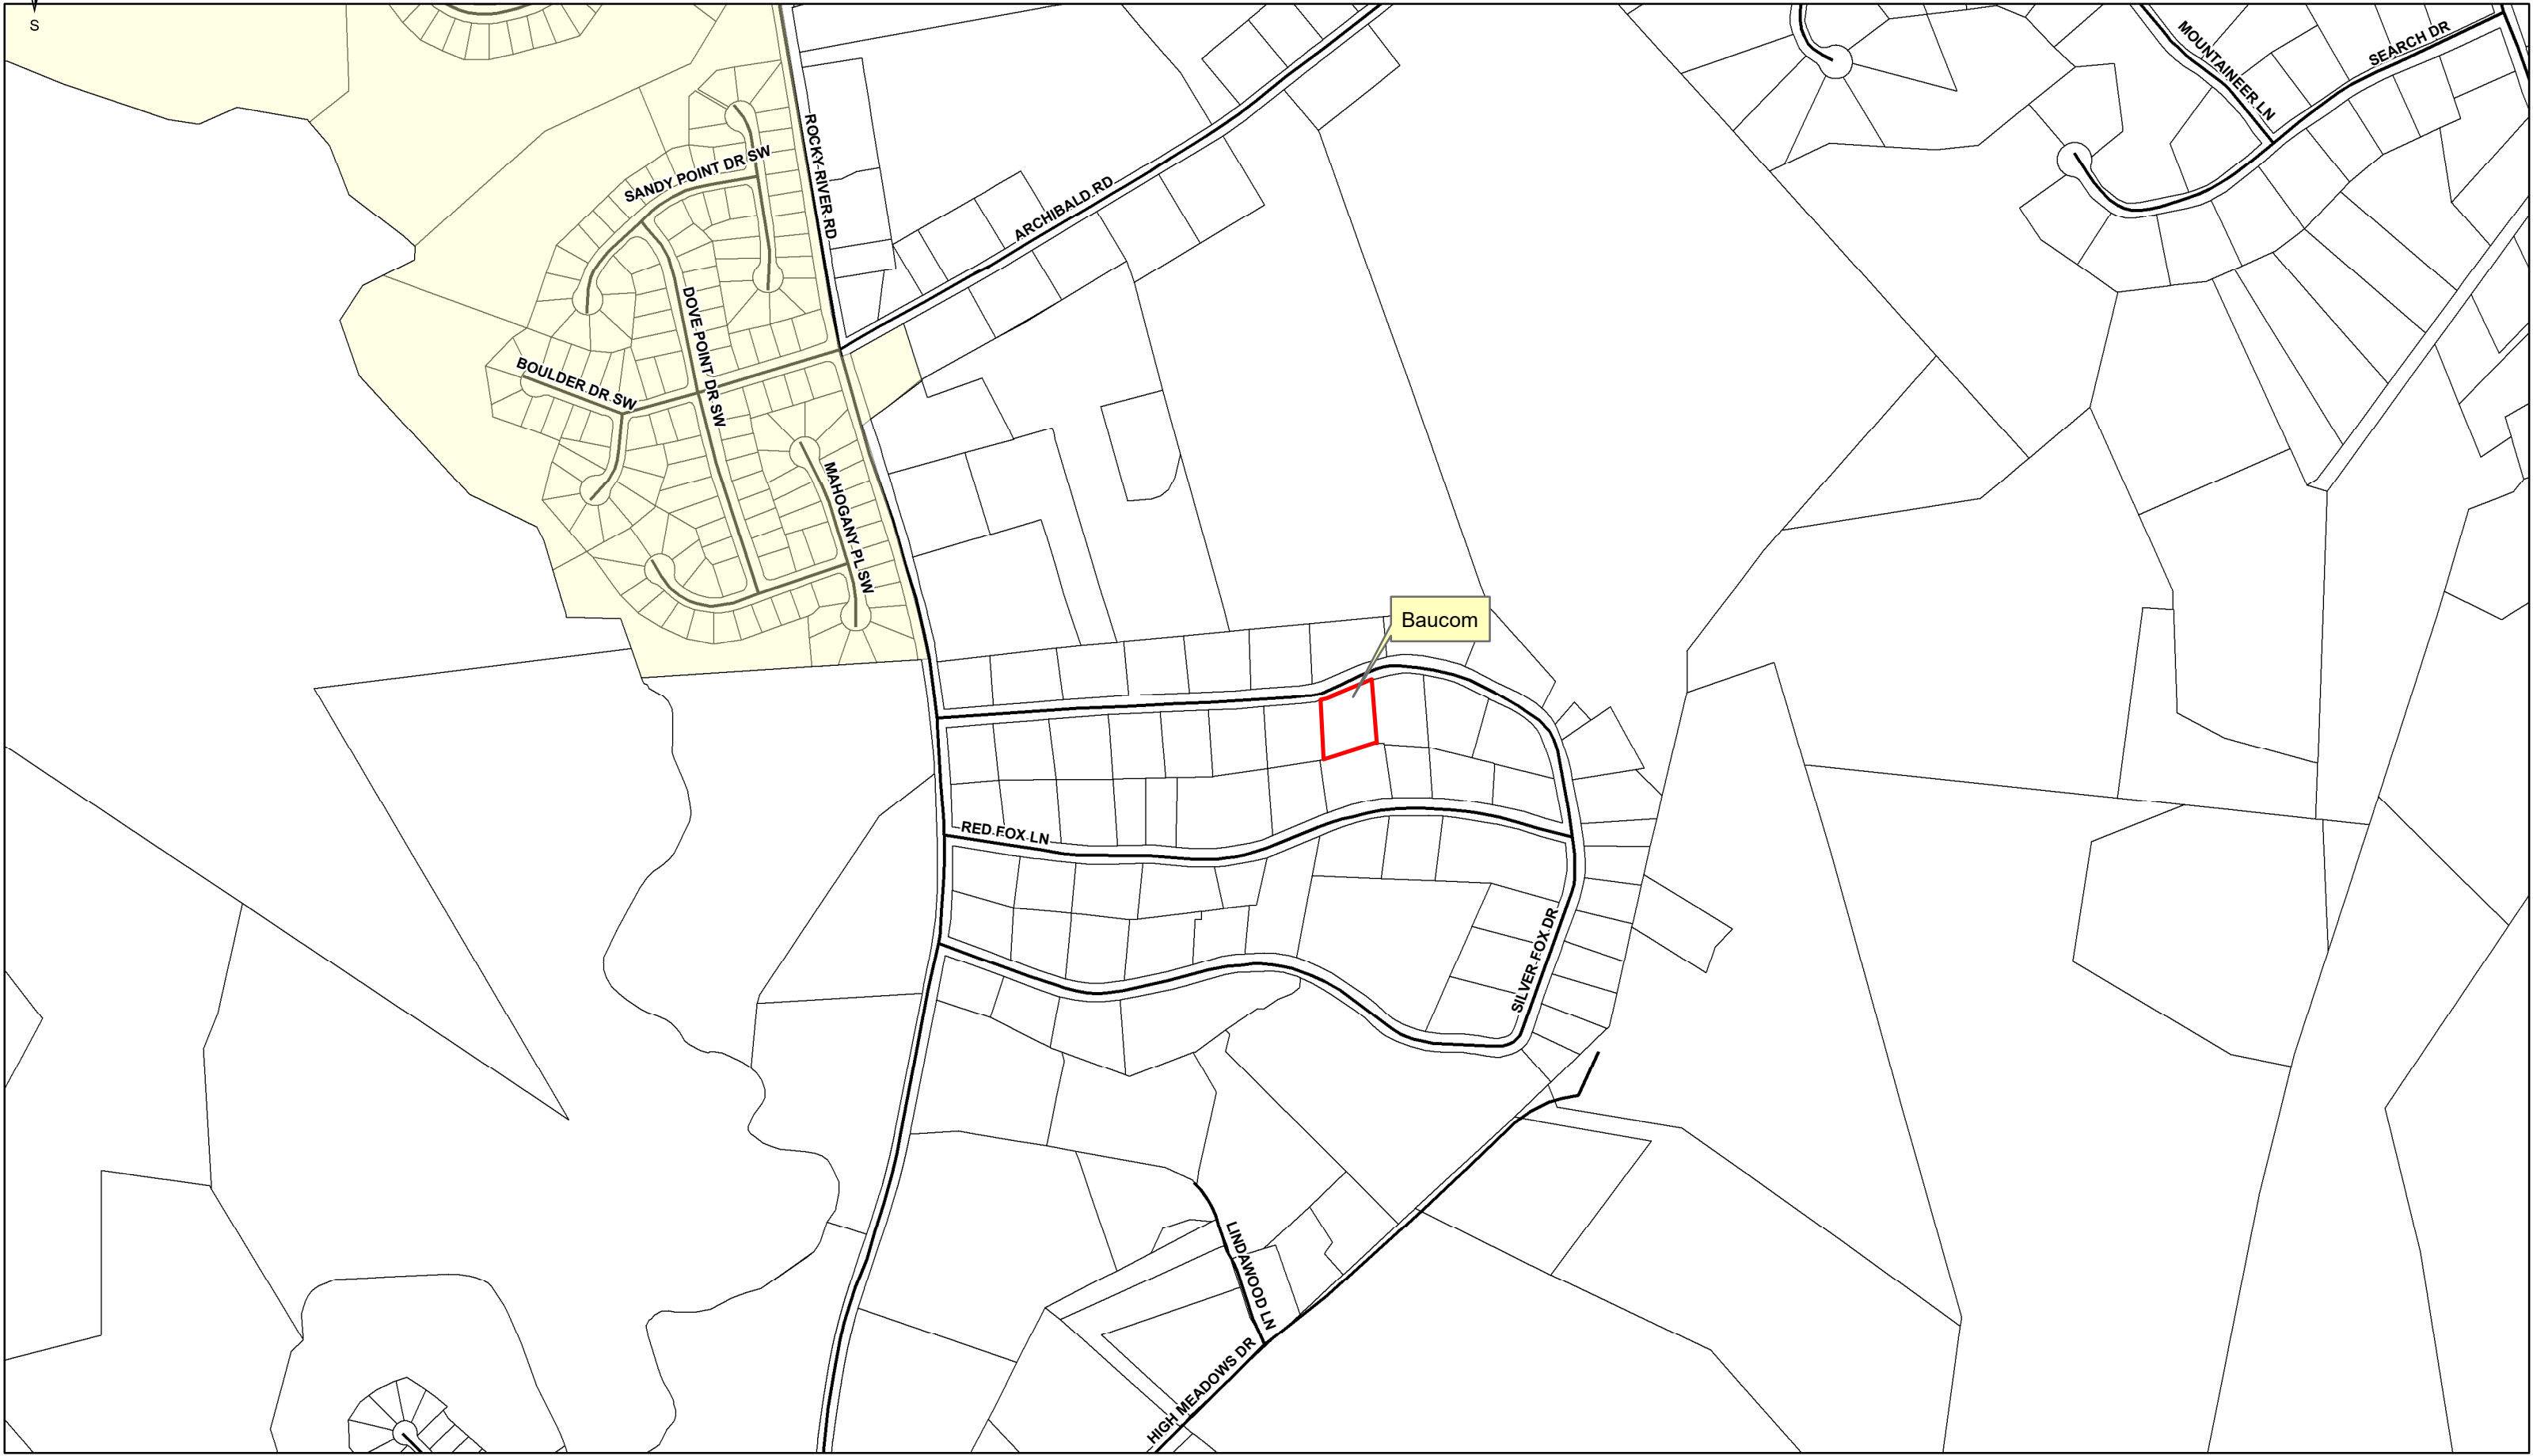 S
MOUNTAINEER LN
SEARCH DR
ROCKY RIVER RD
SANDY POINT DR SW
ARCHIBALD RD
DOVE POINT DR SW
BOULDER DR SW
MAHOGANY PL SW
Baucom
RED FOX LN
SILVER FOX DR
LINDAWOOD LN
HIGH MEADOWS DR